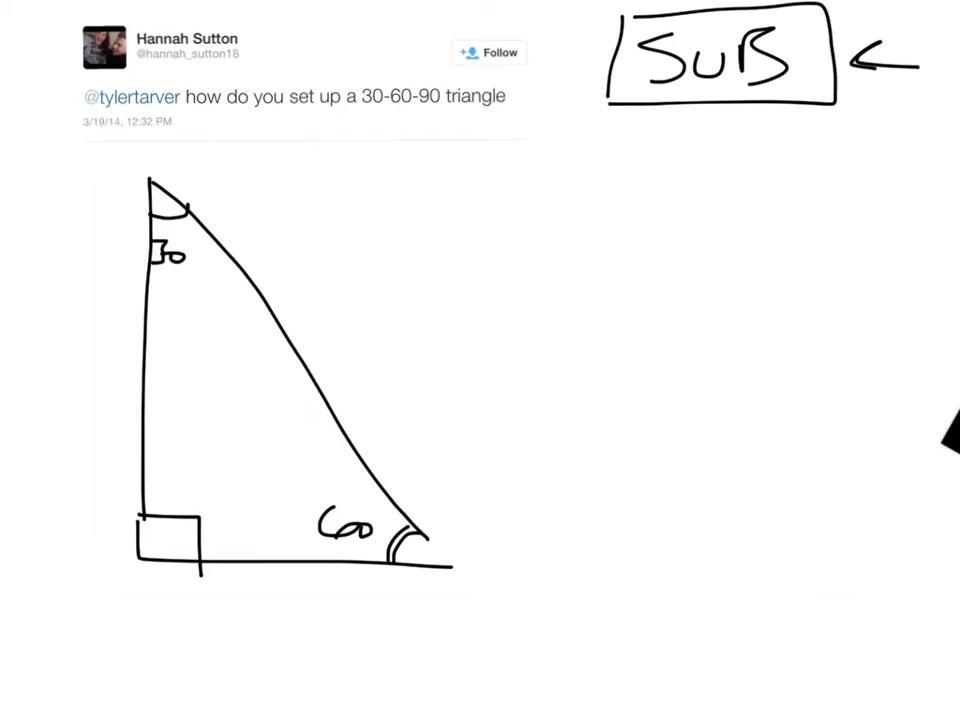 Hannah Sutton
@hannah_sutton18
Follow
@tylertarver how do you set up a 30-60-90 triangle
3/19/14, 12:32 PM
SUB
30
60